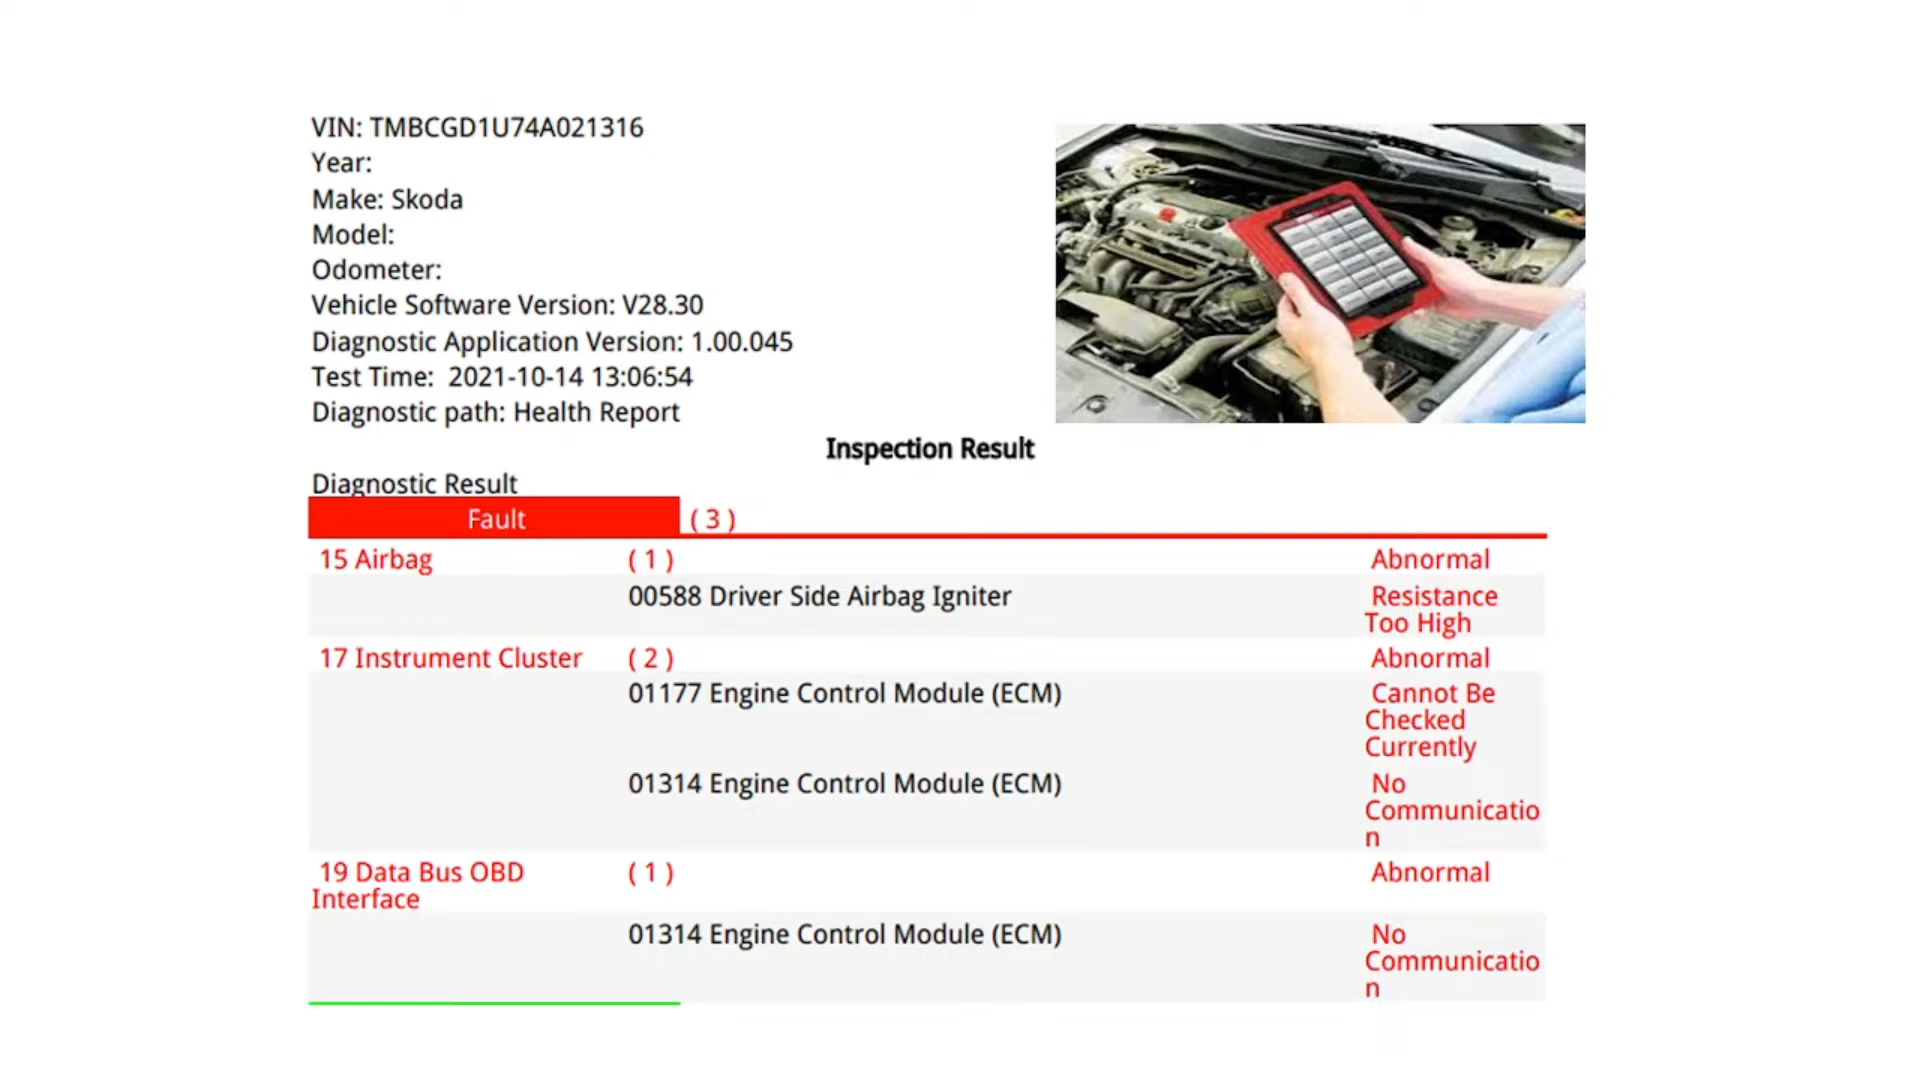 VIN: TMBCGD1U74A021316
Year:
Make: Skoda
Model:
Odometer:
Vehicle Software Version: V28.30
Diagnostic Application Version: 1.00.045
Test Time: 2021-10-14 13:06:54
Diagnostic path: Health Report
Inspection Result
Diagnostic Result
Fault ( 3 )
15 Airbag ( 1 ) Abnormal
00588 Driver Side Airbag Igniter Resistance
Too High
17 Instrument Cluster ( 2 ) Abnormal
01177 Engine Control Module (ECM) Cannot Be
Checked
Currently
01314 Engine Control Module (ECM) No
Communicatio
n
19 Data Bus OBD ( 1 ) Abnormal
Interface
01314 Engine Control Module (ECM) No
Communicatio
n